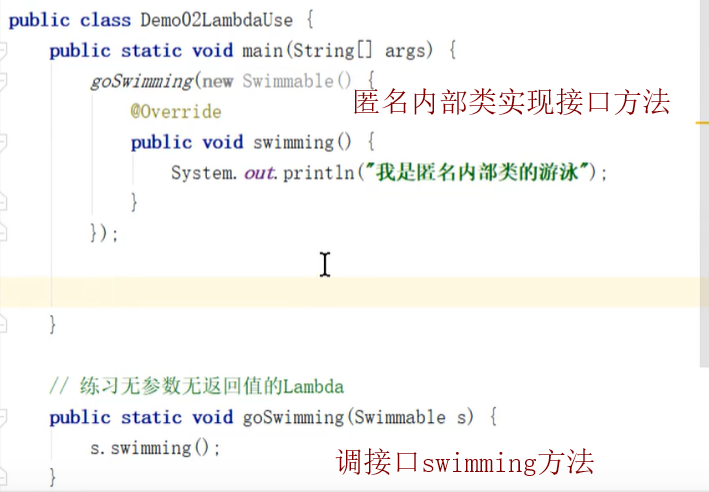 public class Demo02LambdaUse {
public static void main(String[] args) {
goSwimming(new Swimmable() {
匿名内部类实现接口方法
@Override
public void swimming() {
System.out.println("我是匿名内部类的游泳");
}
});
}
// 练习无参数无返回值的Lambda
public static void goSwimming(Swimmable s) {
s.swimming();
调接口swimming方法
}